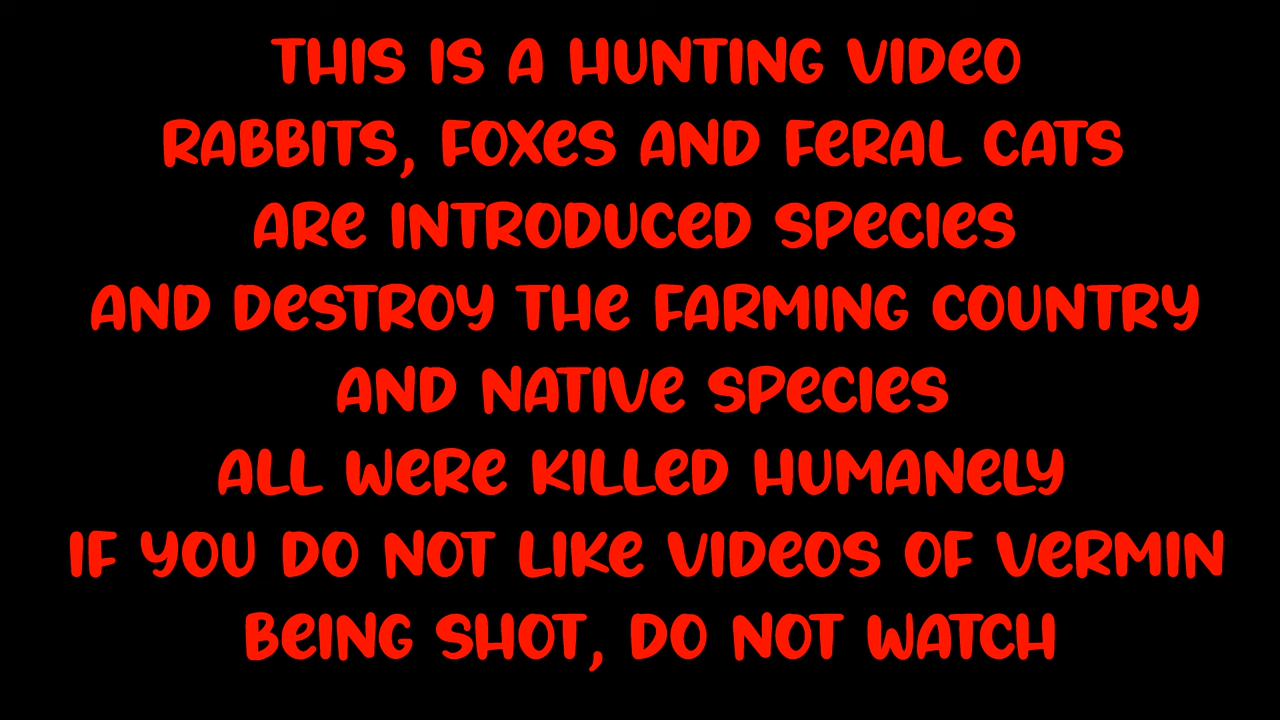 THIS IS A HUNTING VIDEO
RABBITS, FOXES AND FERAL CATS
ARE INTRODUCED SPECIES
AND DESTROY THE FARMING COUNTRY
AND NATIVE SPECIES
ALL WERE KILLED HUMANELY
IF YOU DO NOT LIKE VIDEOS OF VERMIN
BEING SHOT, DO NOT WATCH